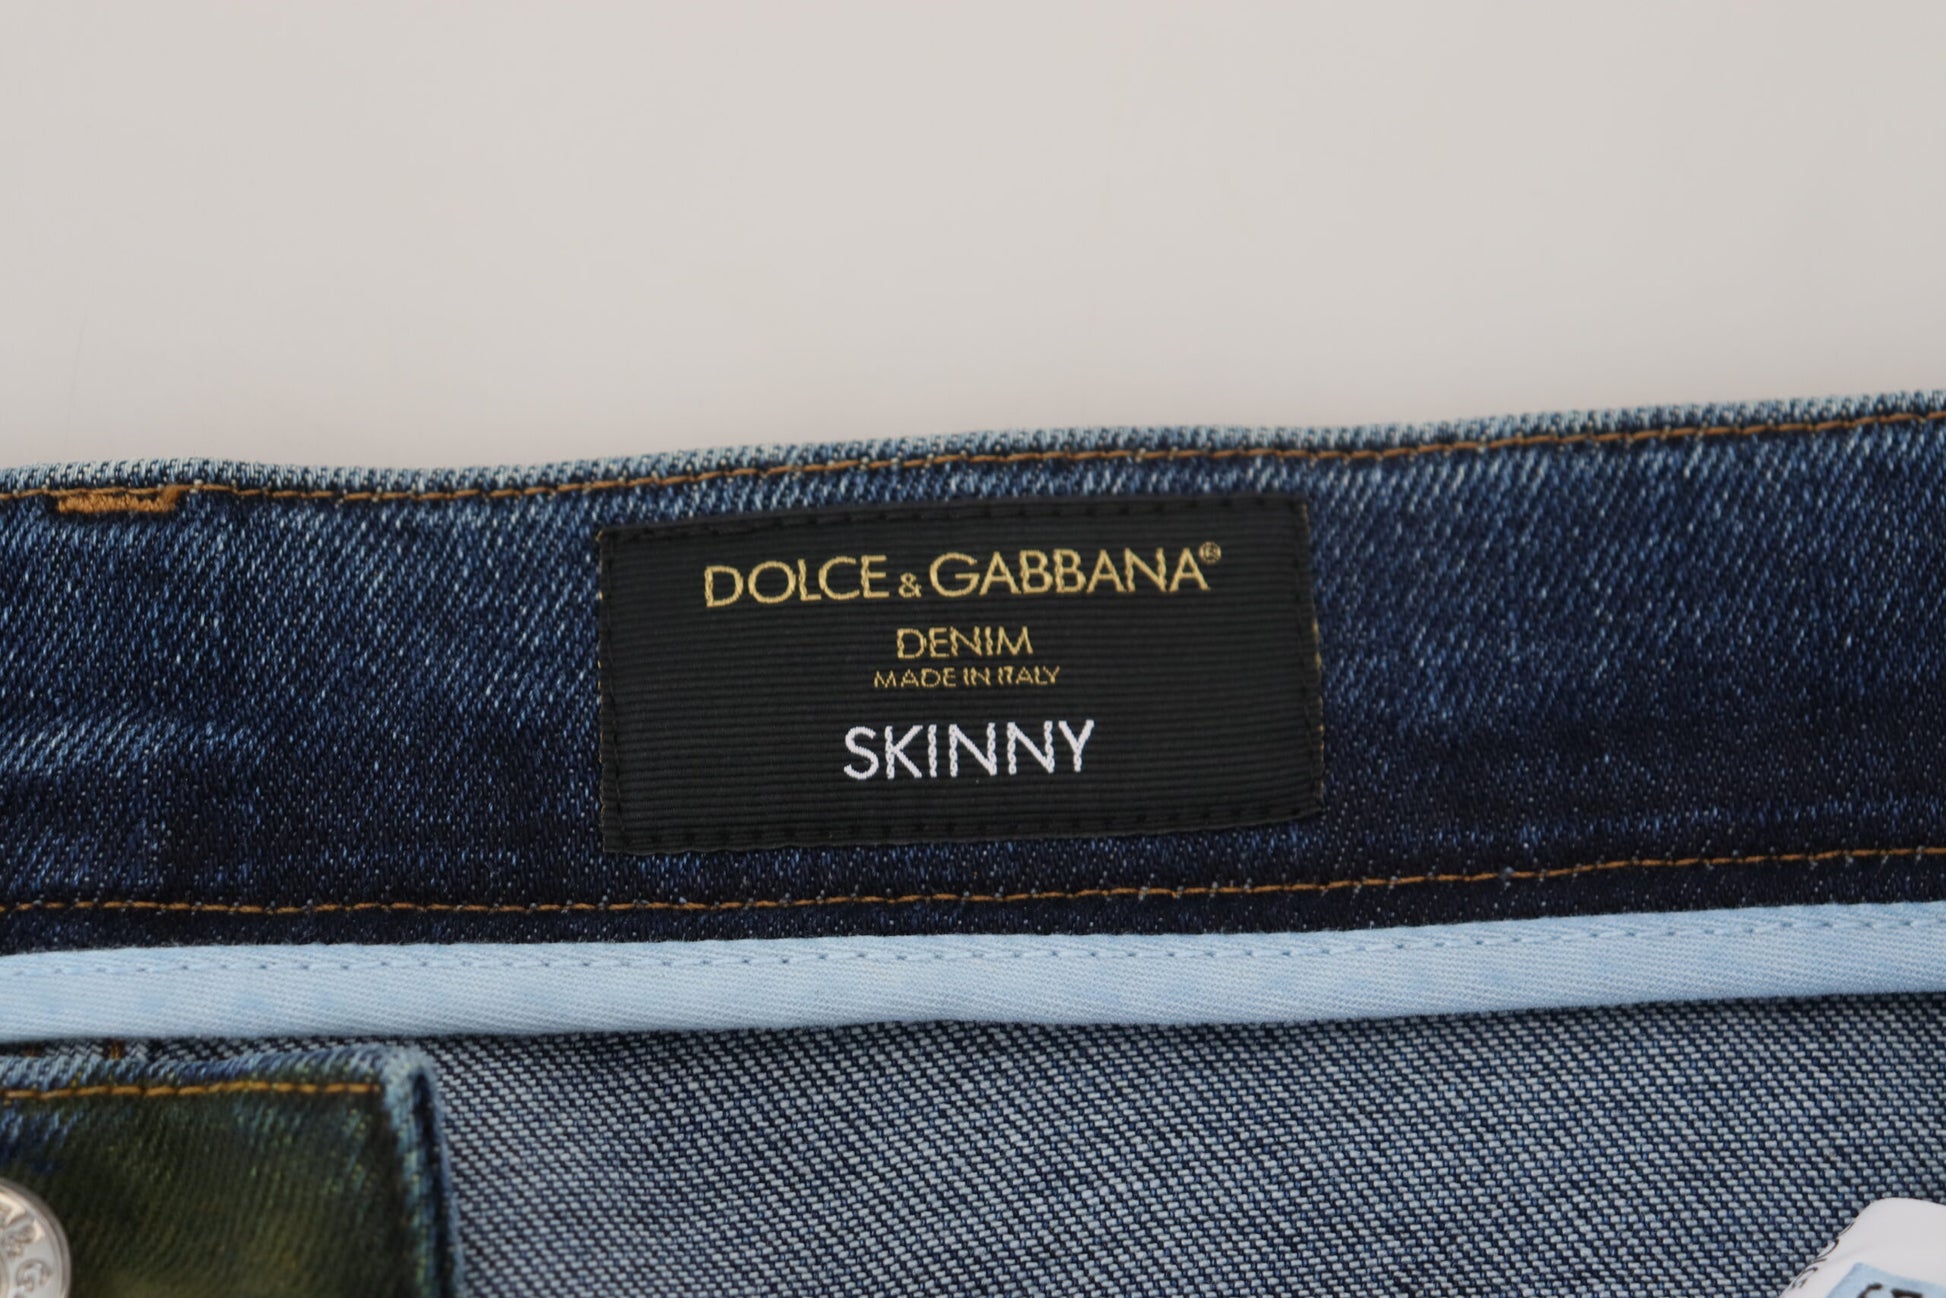 DOLCE & GABBANA®
DENIM
MADE IN ITALY
SKINNY